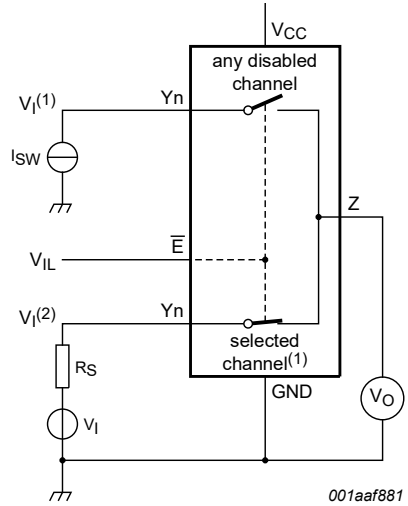 VCC
any disabled
channel
VI(1)
Yn
ISW
Z
E
VIL
VI(2)
Yn
selected
channel(1)
RS
GND
VI
VO
001aaf881